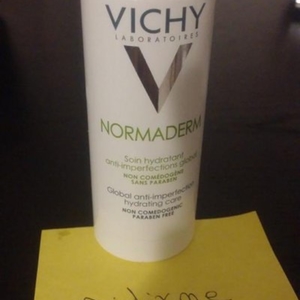 VICHY
LABORATOIRES
NORMADERM
Soin hydratant
anti-imperfections global
NON COMÉDOGÈNE
SANS PARABEN
Global anti-imperfection
hydrating care
NON COMEDOGENIC
PARABEN FREE